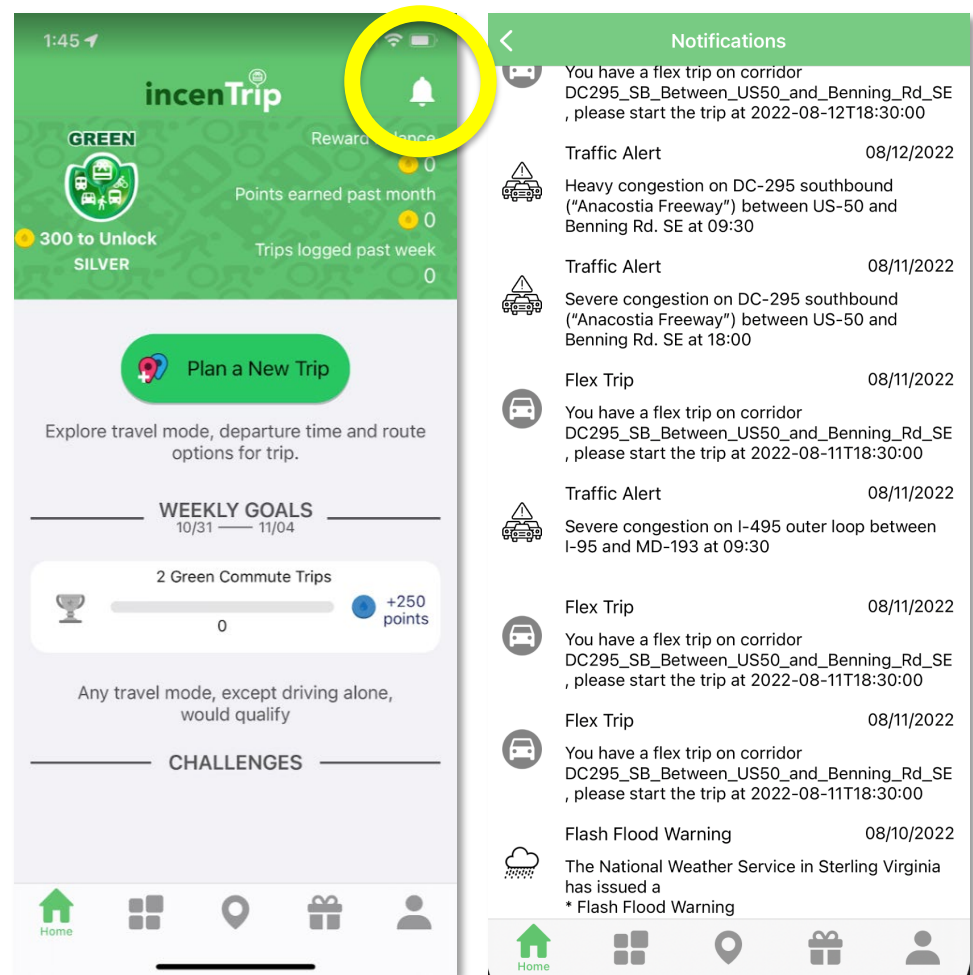 1:45
incenTrip
GREEN
Reward
0
Points earned past month
0
300 to Unlock
SILVER
Trips logged past week
0
Plan a New Trip
Explore travel mode, departure time and route
options for trip.
WEEKLY GOALS
10/31 —— 11/04
2 Green Commute Trips
0
+250
points
Any travel mode, except driving alone,
would qualify
CHALLENGES
Home
Notifications
You have a flex trip on corridor
DC295_SB_Between_US50_and_Benning_Rd_SE
, please start the trip at 2022-08-12T18:30:00
Traffic Alert 08/12/2022
Heavy congestion on DC-295 southbound
("Anacostia Freeway") between US-50 and
Benning Rd. SE at 09:30
Traffic Alert 08/11/2022
Severe congestion on DC-295 southbound
("Anacostia Freeway") between US-50 and
Benning Rd. SE at 18:00
Flex Trip 08/11/2022
You have a flex trip on corridor
DC295_SB_Between_US50_and_Benning_Rd_SE
, please start the trip at 2022-08-11T18:30:00
Traffic Alert 08/11/2022
Severe congestion on I-495 outer loop between
I-95 and MD-193 at 09:30
Flex Trip 08/11/2022
You have a flex trip on corridor
DC295_SB_Between_US50_and_Benning_Rd_SE
, please start the trip at 2022-08-11T18:30:00
Flex Trip 08/11/2022
You have a flex trip on corridor
DC295_SB_Between_US50_and_Benning_Rd_SE
, please start the trip at 2022-08-11T18:30:00
Flash Flood Warning 08/10/2022
The National Weather Service in Sterling Virginia
has issued a
* Flash Flood Warning
Home